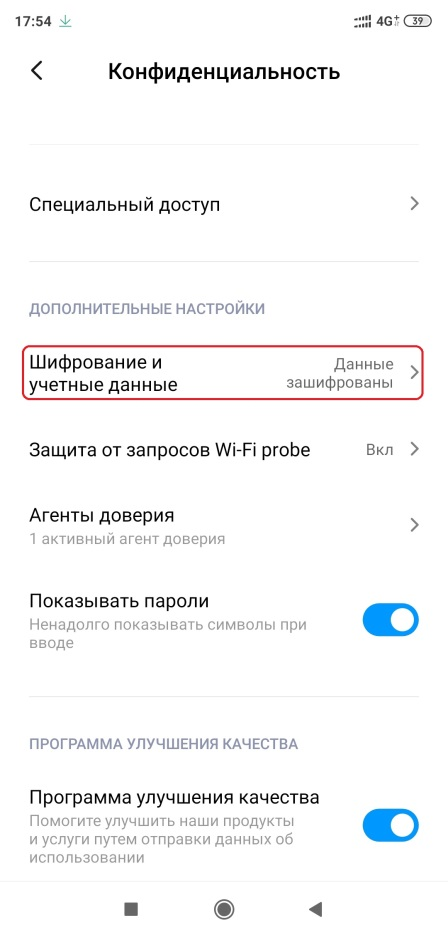 17:54 4G+ 39
Конфиденциальность
Специальный доступ
ДОПОЛНИТЕЛЬНЫЕ НАСТРОЙКИ
Шифрование и
учетные данные
Данные
зашифрованы
Защита от запросов Wi-Fi probe Вкл
Агенты доверия
1 активный агент доверия
Показывать пароли
Ненадолго показывать символы при
вводе
ПРОГРАММА УЛУЧШЕНИЯ КАЧЕСТВА
Программа улучшения качества
Помогите улучшить наши продукты
и услуги путем отправки данных об
использовании